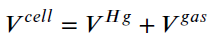 V^{cell} = V^{Hg} + V^{gas}